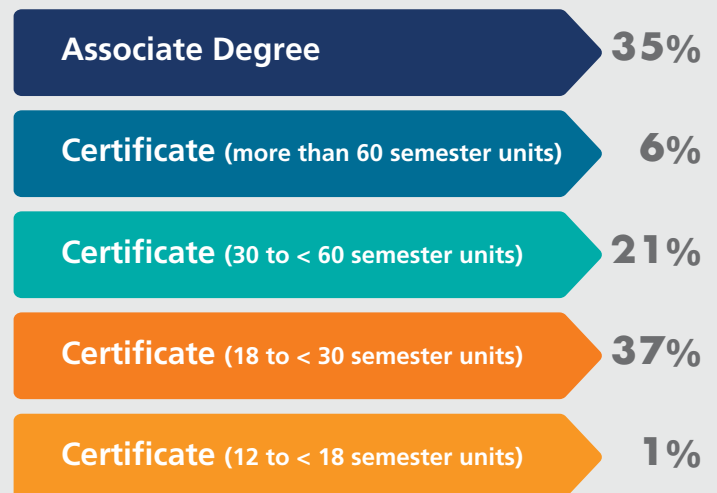 Associate Degree 35%
Certificate (more than 60 semester units) 6%
Certificate (30 to < 60 semester units) 21%
Certificate (18 to < 30 semester units) 37%
Certificate (12 to < 18 semester units) 1%